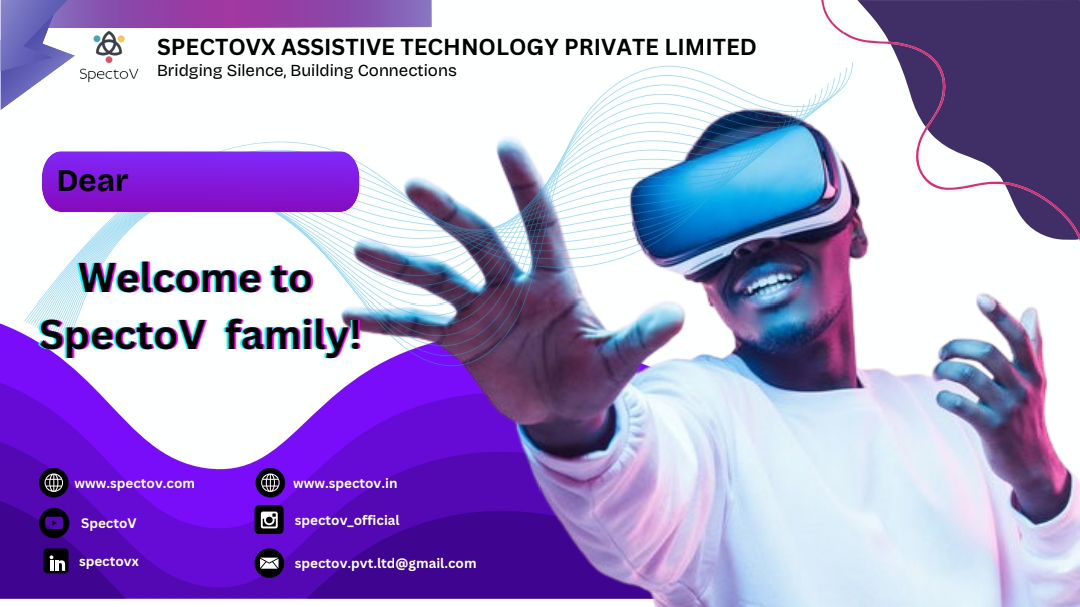 SPECTOVX ASSISTIVE TECHNOLOGY PRIVATE LIMITED
SpectoV
Bridging Silence, Building Connections
Dear
Welcome to
SpectoV family!
www.spectov.com
www.spectov.in
SpectoV
spectov_official
in
spectovx
spectov.pvt.ltd@gmail.com